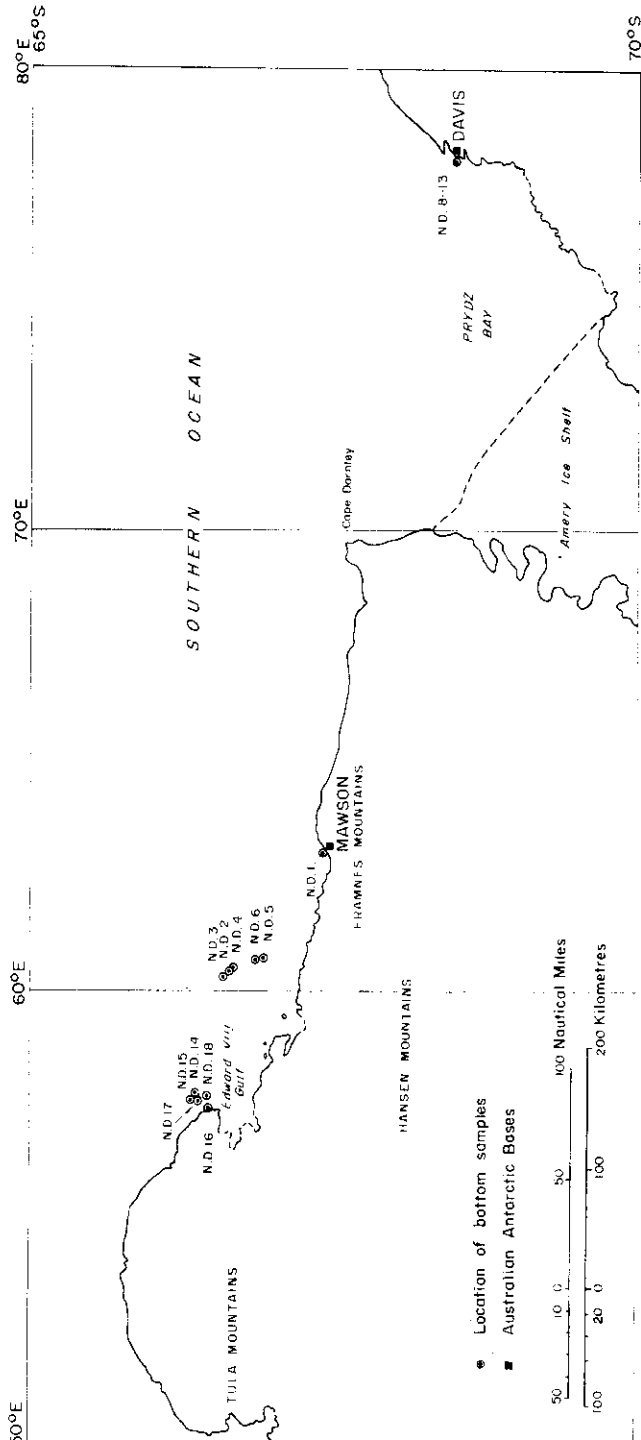 50°E
60°E
70°E
80°E
65°S
70°S
SOUTHERN OCEAN
N.D.17
N.D.15
N.D.14
N.D.18
N.D.16
Edward VIII
Gulf
N.D.3
N.D.2
N.D.4
N.D.6
N.D.5
N.D.1.
MAWSON
FRAMNES MOUNTAINS
HANSEN MOUNTAINS
TULA MOUNTAINS
Cape Darnley
PRYDZ
BAY
Amery Ice Shelf
N.D. 8-13
DAVIS
Location of bottom samples
Australian Antarctic Bases
50 10 0 50 100 Nautical Miles
100 20 0 100 200 Kilometres